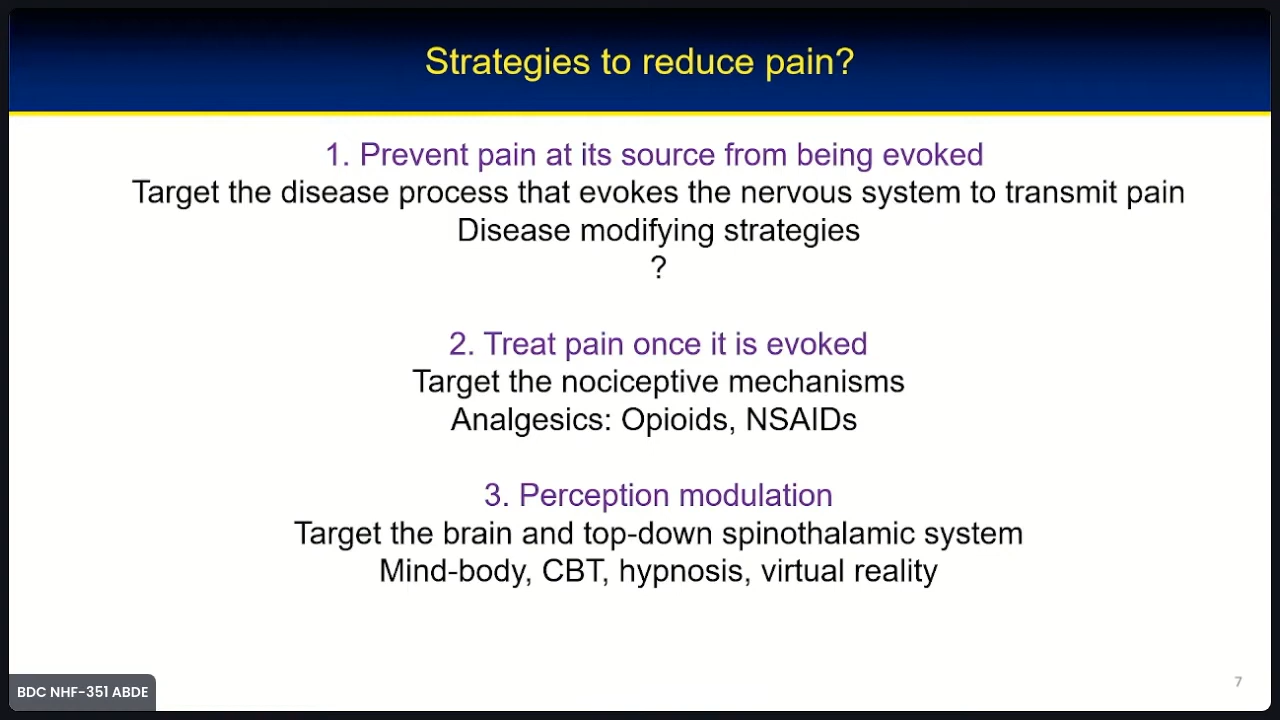 Strategies to reduce pain?
1. Prevent pain at its source from being evoked
Target the disease process that evokes the nervous system to transmit pain
Disease modifying strategies
?
2. Treat pain once it is evoked
Target the nociceptive mechanisms
Analgesics: Opioids, NSAIDs
3. Perception modulation
Target the brain and top-down spinothalamic system
Mind-body, CBT, hypnosis, virtual reality
BDC NHF-351 ABDE
7